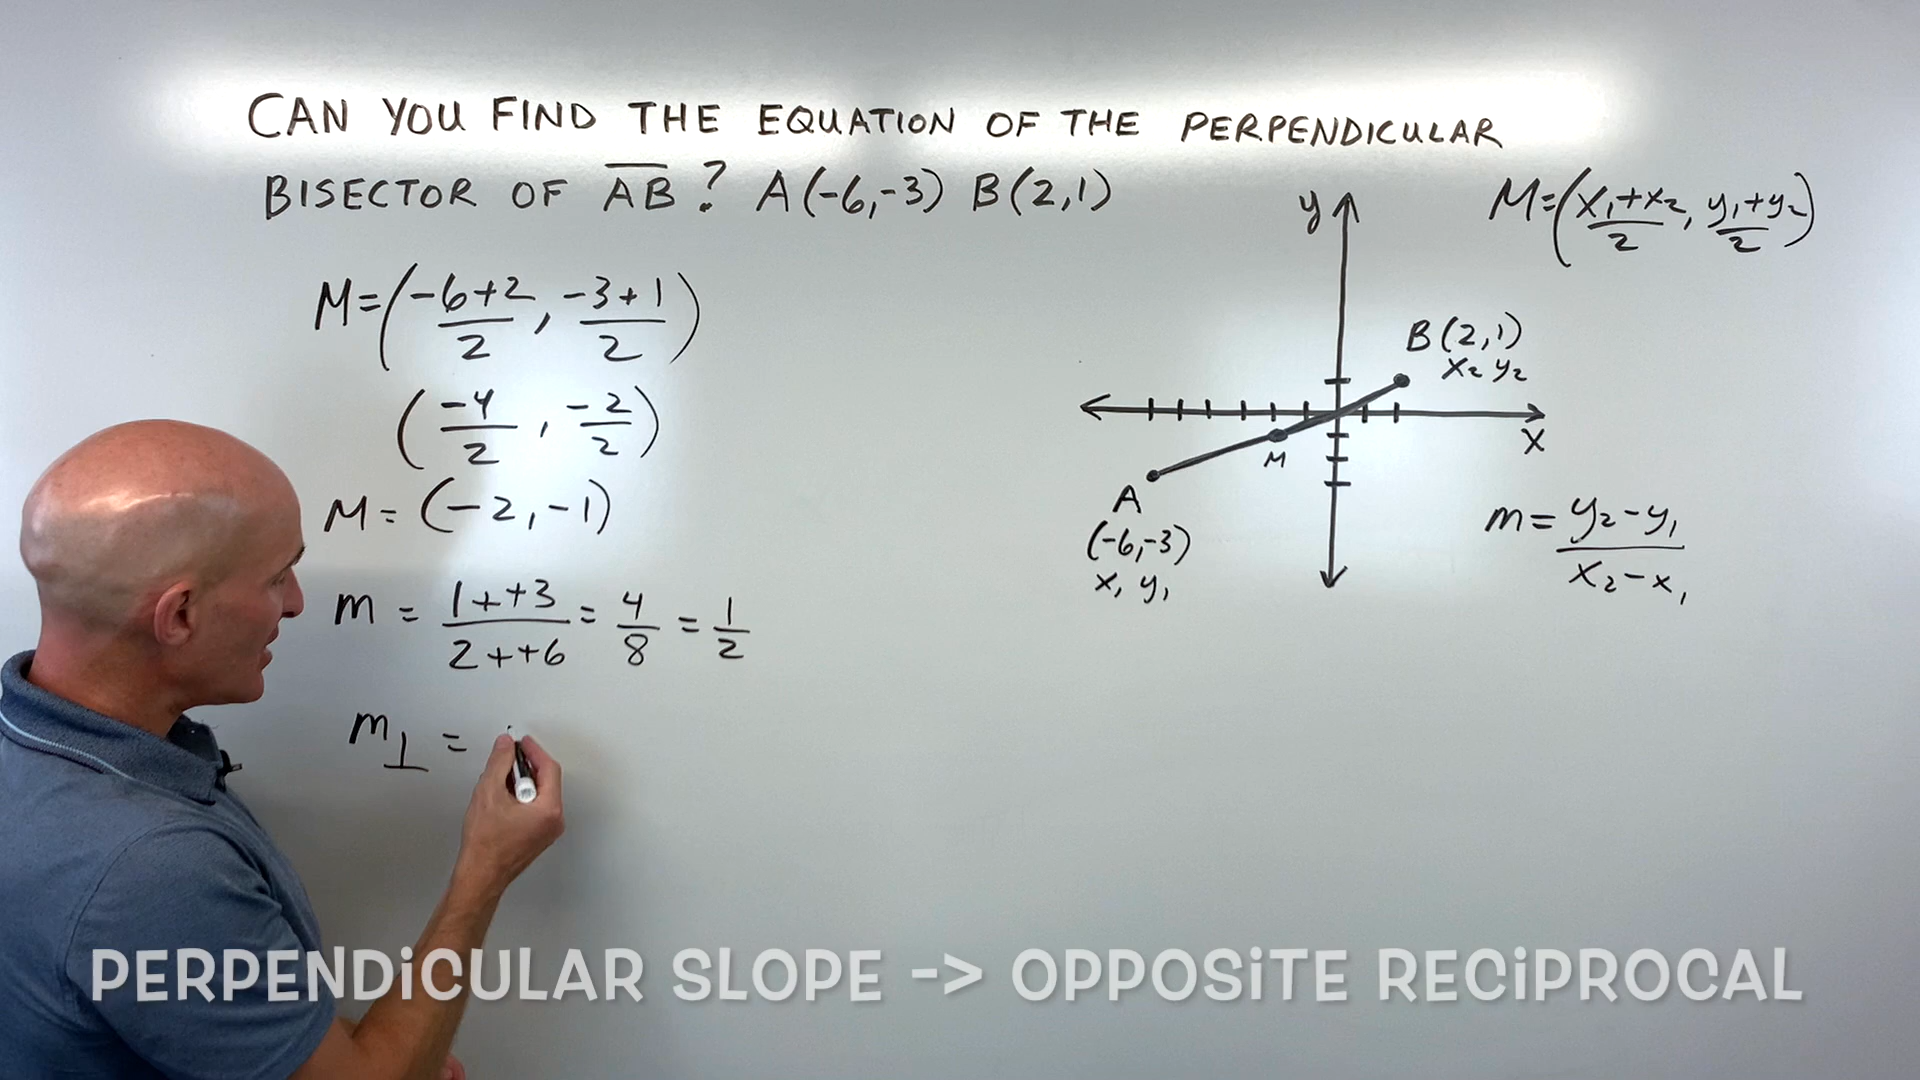 CAN YOU FIND THE EQUATION OF THE PERPENDICULAR
BISECTOR OF A̅B̅? A(-6,-3) B(2,1)
M=(x₁+x₂/2, y₁+y₂/2)
y
M=(-6+2/2, -3+1/2)
B(2,1)
x₂ y₂
(-4/2, -2/2)
x
M
M=(-2,-1)
A
(-6,-3)
x₁ y₁
m=y₂-y₁/x₂-x₁
m = 1++3/2++6 = 4/8 = 1/2
m⊥ =
PERPENDiCULAR SLOPE -> OPPOSiTE RECiPROCAL